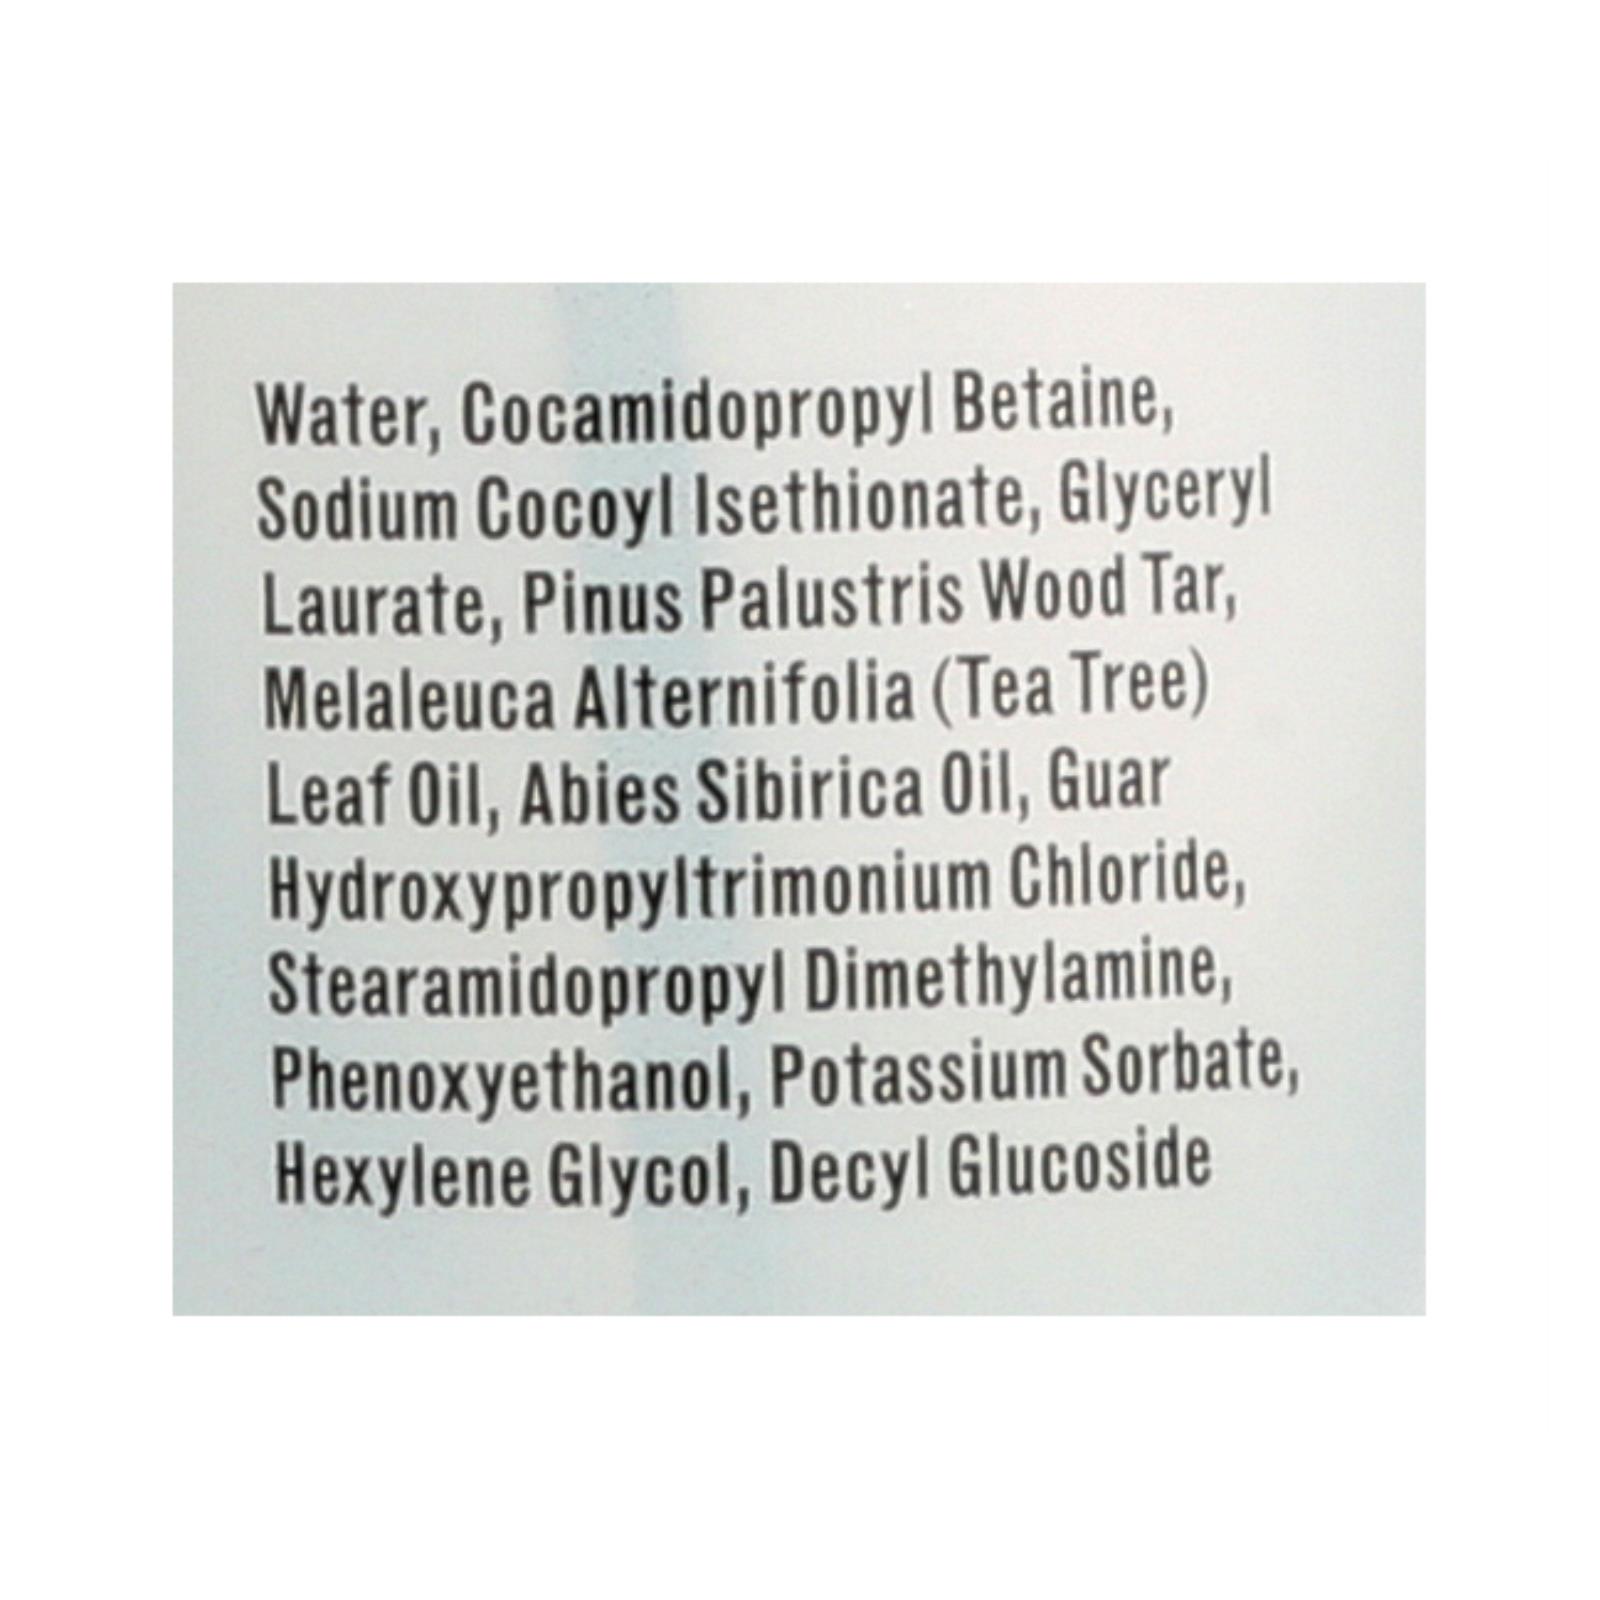 Water, Cocamidopropyl Betaine,
Sodium Cocoyl Isethionate, Glyceryl
Laurate, Pinus Palustris Wood Tar,
Melaleuca Alternifolia (Tea Tree)
Leaf Oil, Abies Sibirica Oil, Guar
Hydroxypropyltrimonium Chloride,
Stearamidopropyl Dimethylamine,
Phenoxyethanol, Potassium Sorbate,
Hexylene Glycol, Decyl Glucoside